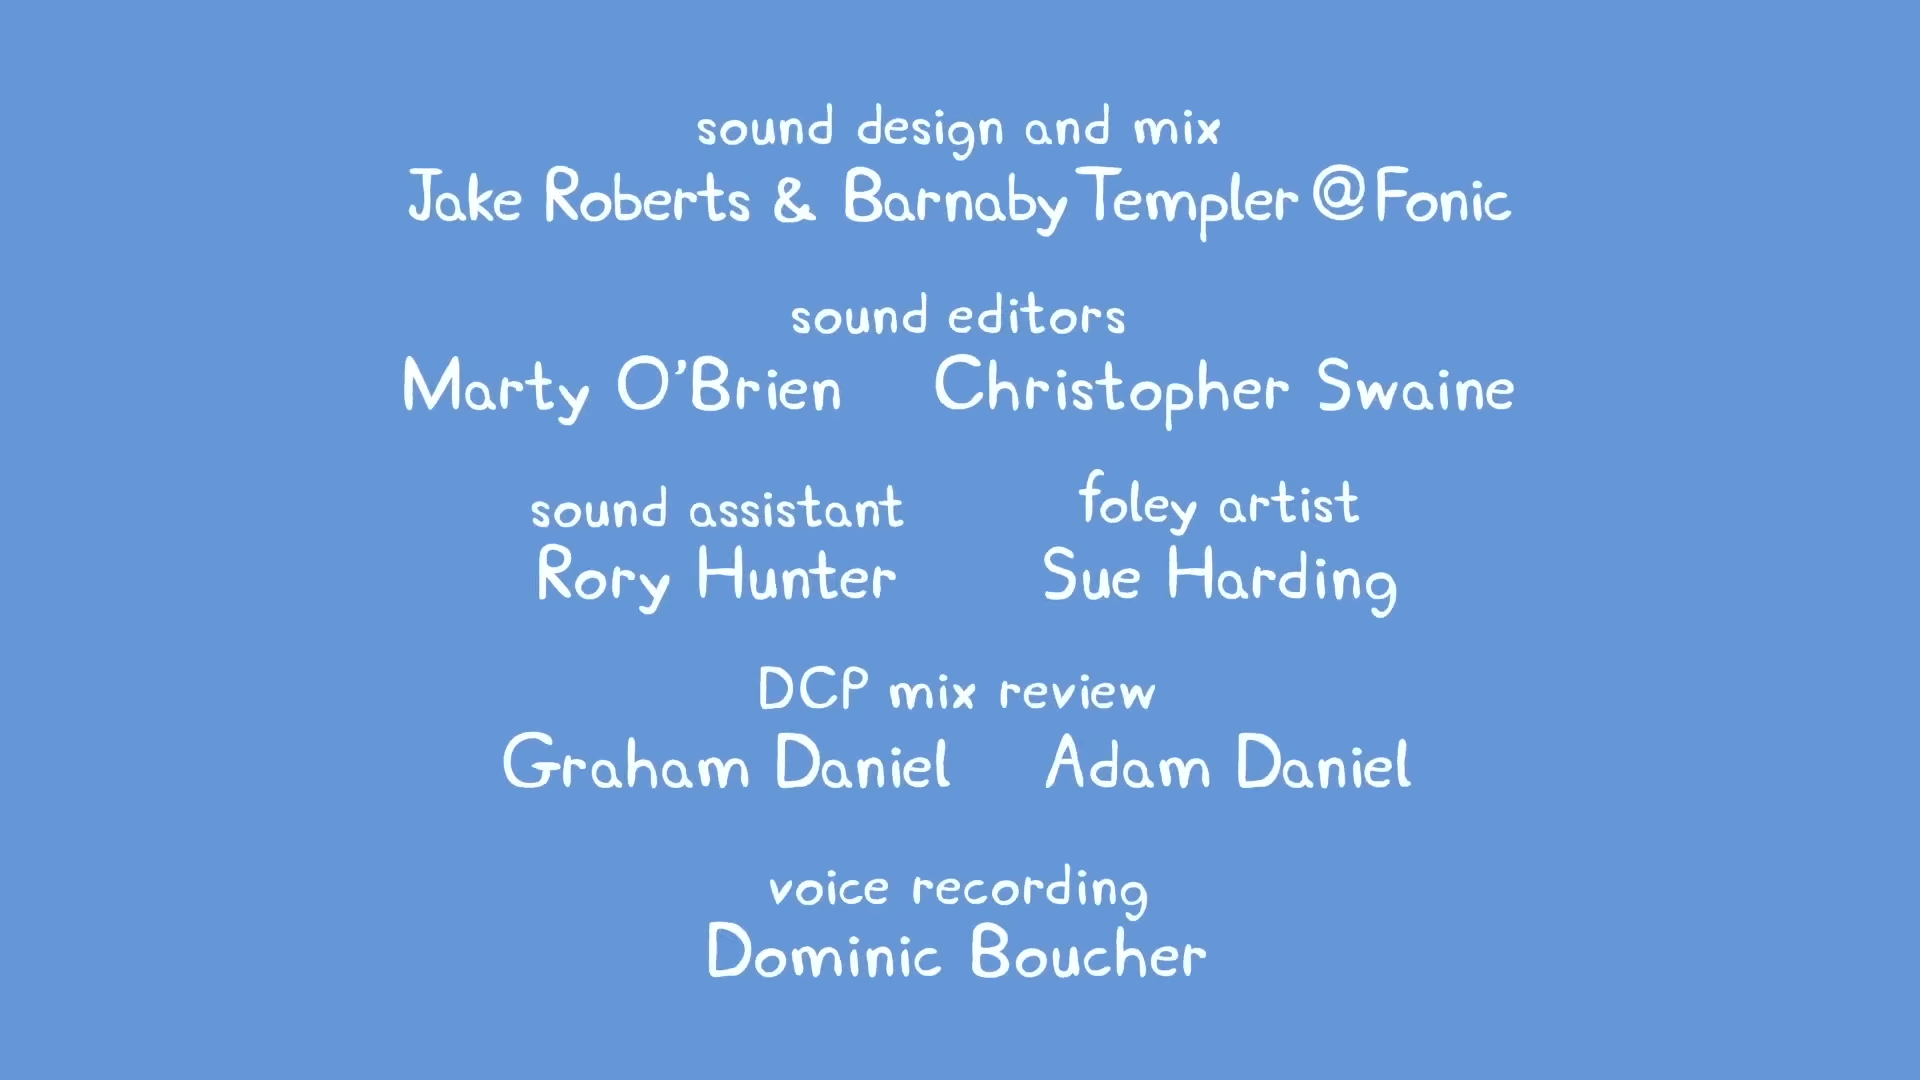 sound design and mix
Jake Roberts & Barnaby Templer @Fonic
sound editors
Marty O'Brien Christopher Swaine
sound assistant foley artist
Rory Hunter Sue Harding
DCP mix review
Graham Daniel Adam Daniel
voice recording
Dominic Boucher